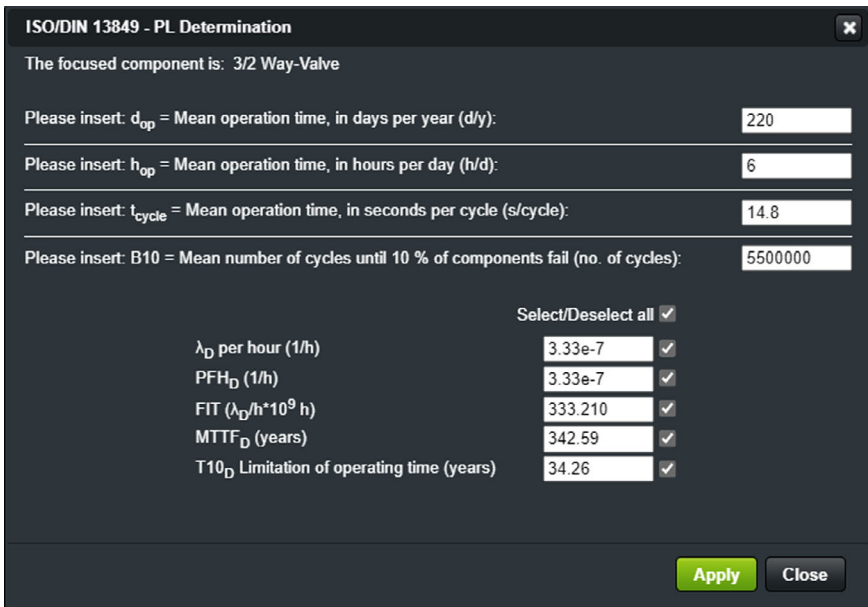 ISO/DIN 13849 - PL Determination
The focused component is: 3/2 Way-Valve
Please insert: dop = Mean operation time, in days per year (d/y): 220
Please insert: hop = Mean operation time, in hours per day (h/d): 6
Please insert: tcycle = Mean operation time, in seconds per cycle (s/cycle): 14.8
Please insert: B10 = Mean number of cycles until 10 % of components fail (no. of cycles): 5500000
Select/Deselect all
λD per hour (1/h) 3.33e-7
PFHD (1/h) 3.33e-7
FIT (λD/h*10⁹ h) 333.210
MTTFD (years) 342.59
T10D Limitation of operating time (years) 34.26
Apply Close